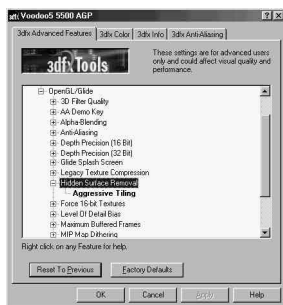 Voodoo5 5500 AGP
3dfx Advanced Features
3dfx Color
3dfx Info
3dfx Anti-Aliasing
3dfx Tools
These settings are for advanced users
only and could affect visual quality and
performance.
OpenGL/Glide
3D Filter Quality
AA Demo Key
Alpha-Blending
Anti-Aliasing
Depth Precision (16 Bit)
Depth Precision (32 Bit)
Glide Splash Screen
Legacy Texture Compression
Hidden Surface Removal
Aggressive Tiling
Force 16-bit Textures
Level Of Detail Bias
Maximum Buffered Frames
MIP Map Dithering
Right click on any Feature for help.
Reset To Previous
Factory Defaults
OK
Cancel
Apply
Help